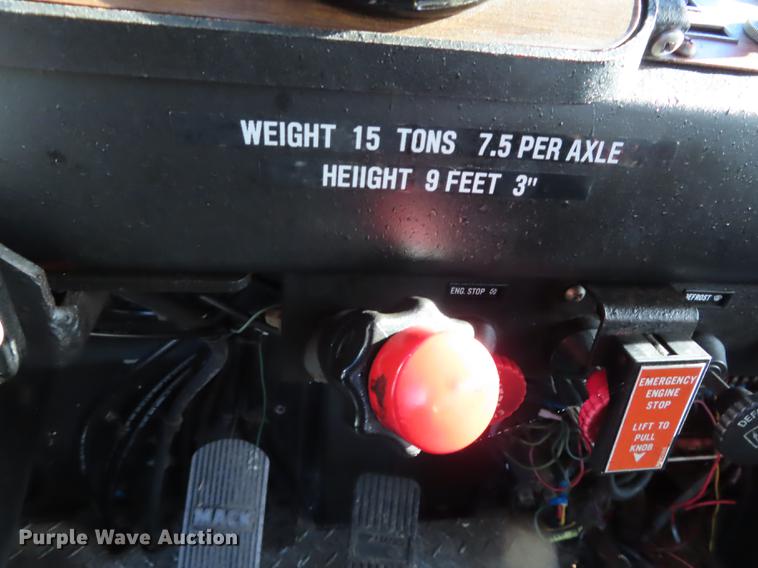 WEIGHT 15 TONS 7.5 PER AXLE
HEIIGHT 9 FEET 3"
ENG. STOP
DEFROST
EMERGENCY
ENGINE
STOP
LIFT TO
PULL
KNOB
DEF
MACK
Purple Wave Auction